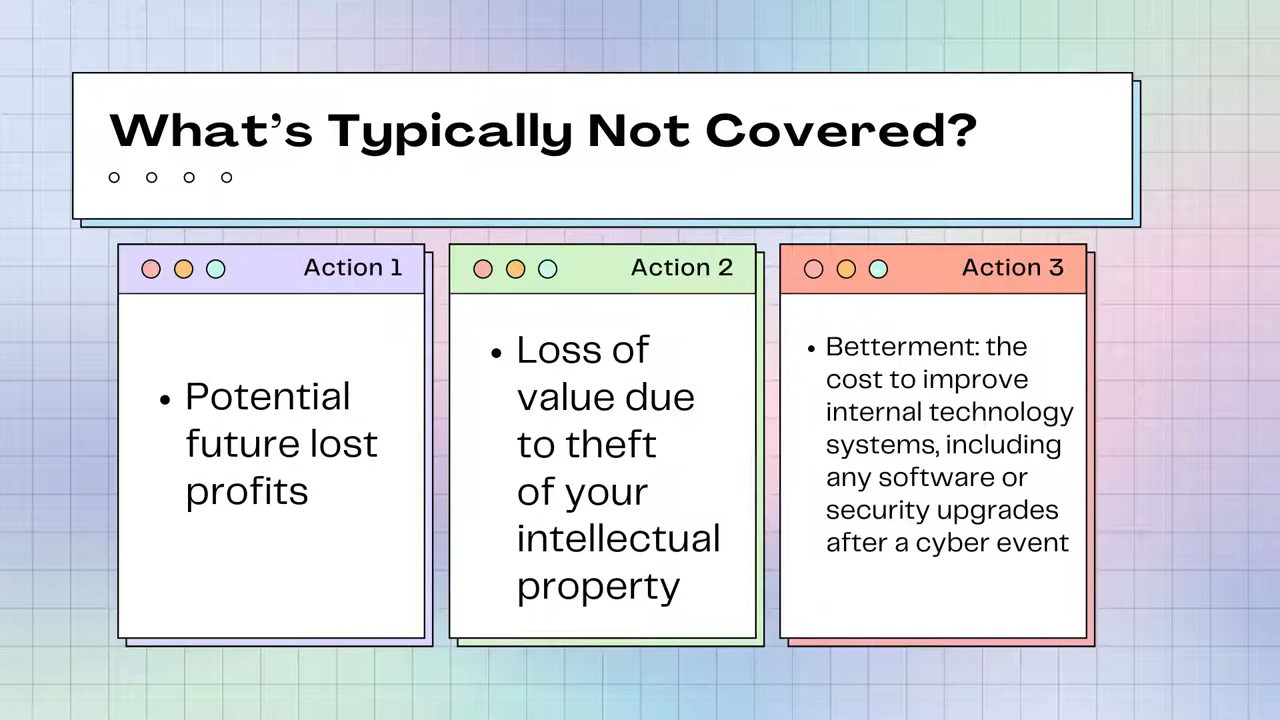 What’s Typically Not Covered?
Action 1
• Potential
future lost
profits
Action 2
• Loss of
value due
to theft
of your
intellectual
property
Action 3
• Betterment: the
cost to improve
internal technology
systems, including
any software or
security upgrades
after a cyber event